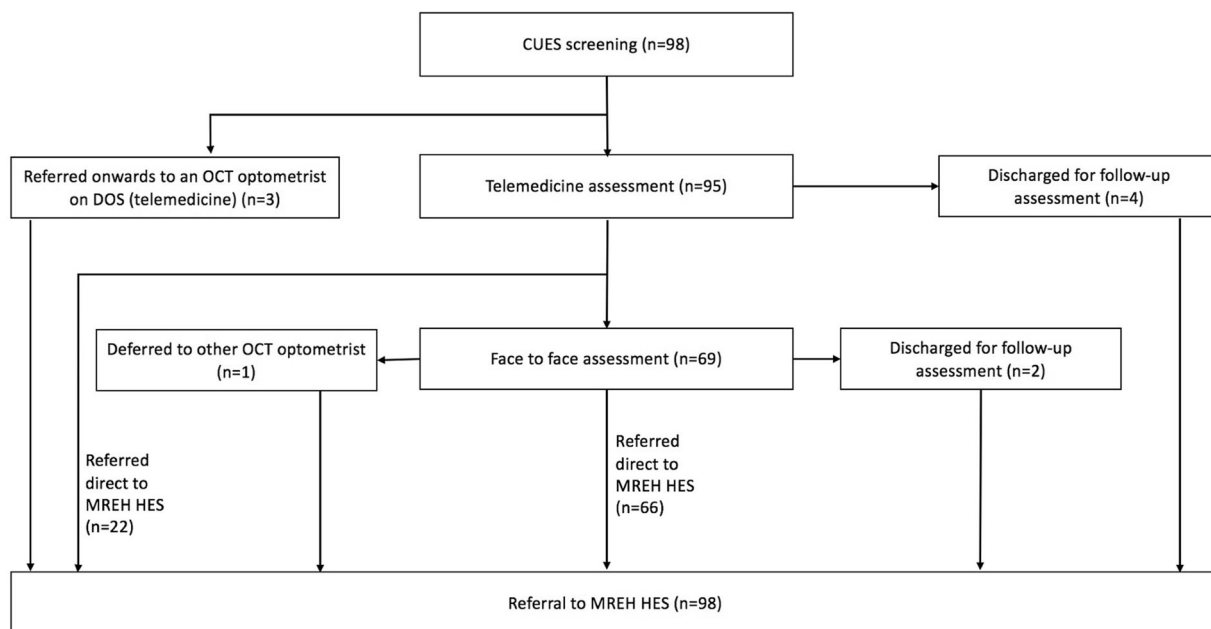 CUES screening (n=98)
Referred onwards to an OCT optometrist
on DOS (telemedicine) (n=3)
Telemedicine assessment (n=95)
Discharged for follow-up
assessment (n=4)
Deferred to other OCT optometrist
(n=1)
Face to face assessment (n=69)
Discharged for follow-up
assessment (n=2)
Referred
direct to
MREH HES
(n=22)
Referred
direct to
MREH HES
(n=66)
Referral to MREH HES (n=98)